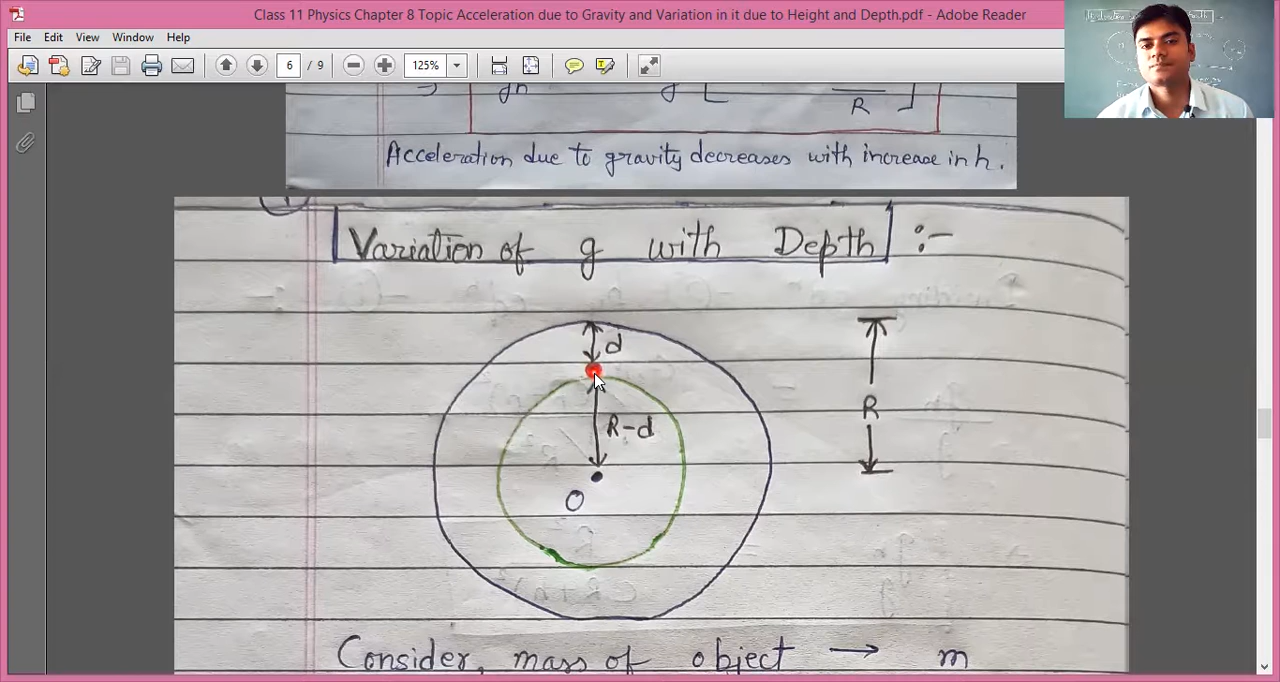 Class 11 Physics Chapter 8 Topic Acceleration due to Gravity and Variation in it due to Height and Depth.pdf - Adobe Reader
File Edit View Window Help
6 / 9 125%
R
Acceleration due to gravity decreases with increase in h.
Variation of g with Depth :-
d
R
R-d
O
Consider, mass of object → m